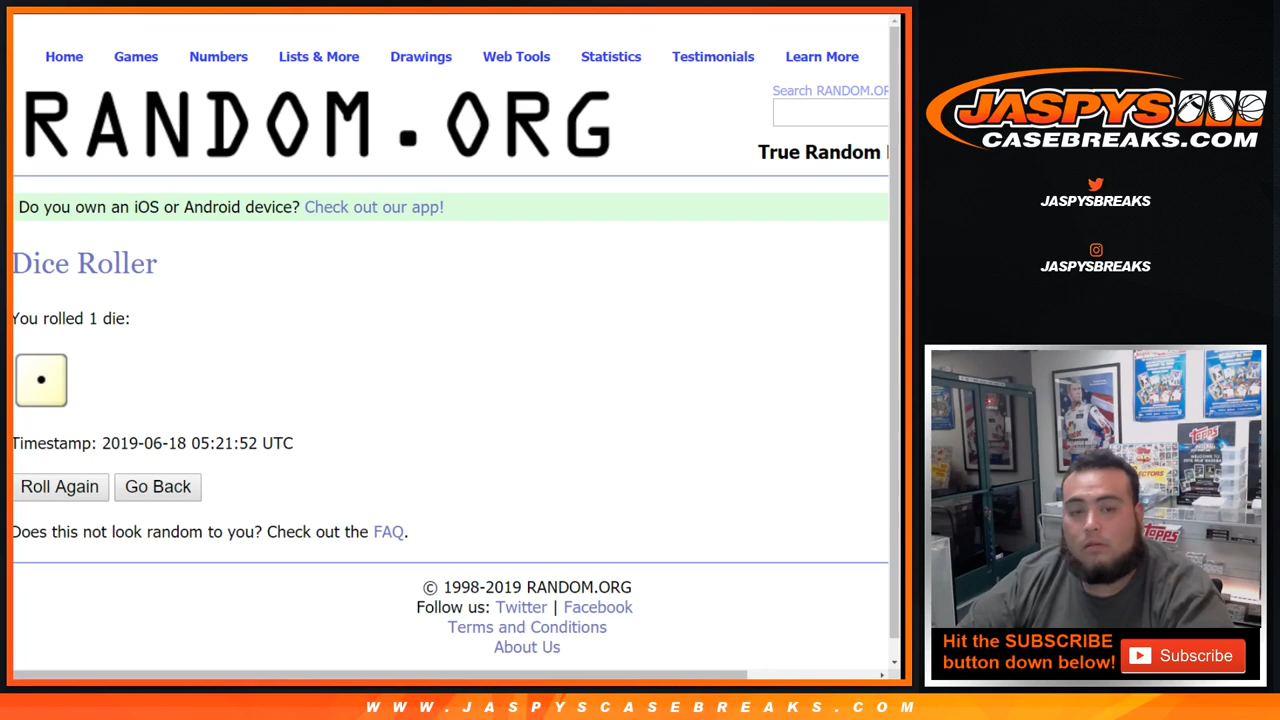 Home Games Numbers Lists & More Drawings Web Tools Statistics Testimonials Learn More
RANDOM.ORG
Search RANDOM.OR
True Random
Do you own an iOS or Android device? Check out our app!
Dice Roller
You rolled 1 die:
Timestamp: 2019-06-18 05:21:52 UTC
Roll Again Go Back
Does this not look random to you? Check out the FAQ.
© 1998-2019 RANDOM.ORG
Follow us: Twitter | Facebook
Terms and Conditions
About Us
JASPYS
CASEBREAKS.COM
JASPYSBREAKS
JASPYSBREAKS
TOPPS
TOPPS
Hit the SUBSCRIBE
button down below!
Subscribe
WWW.JASPYSCASEBREAKS.COM